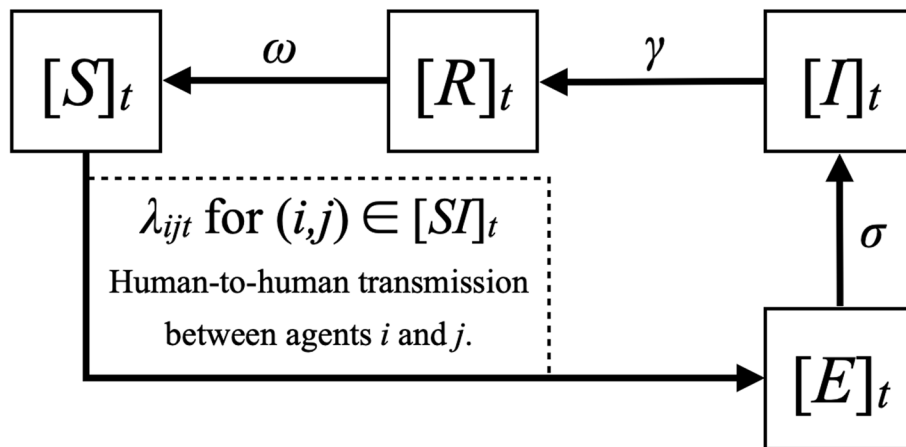 ω
γ
[S]t
[R]t
[I]t
λijt for (i,j) ∈ [SI]t
Human-to-human transmission
between agents i and j.
σ
[E]t